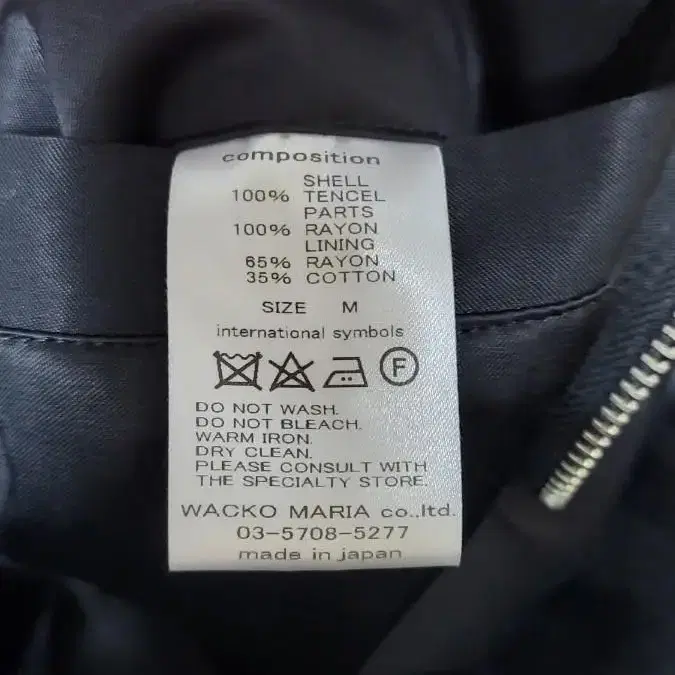 composition
SHELL
100% TENCEL
PARTS
100% RAYON
LINING
65% RAYON
35% COTTON
SIZE M
international symbols
F
DO NOT WASH.
DO NOT BLEACH.
WARM IRON.
DRY CLEAN.
PLEASE CONSULT WITH
THE SPECIALTY STORE.
WACKO MARIA co.,ltd.
03-5708-5277
made in japan